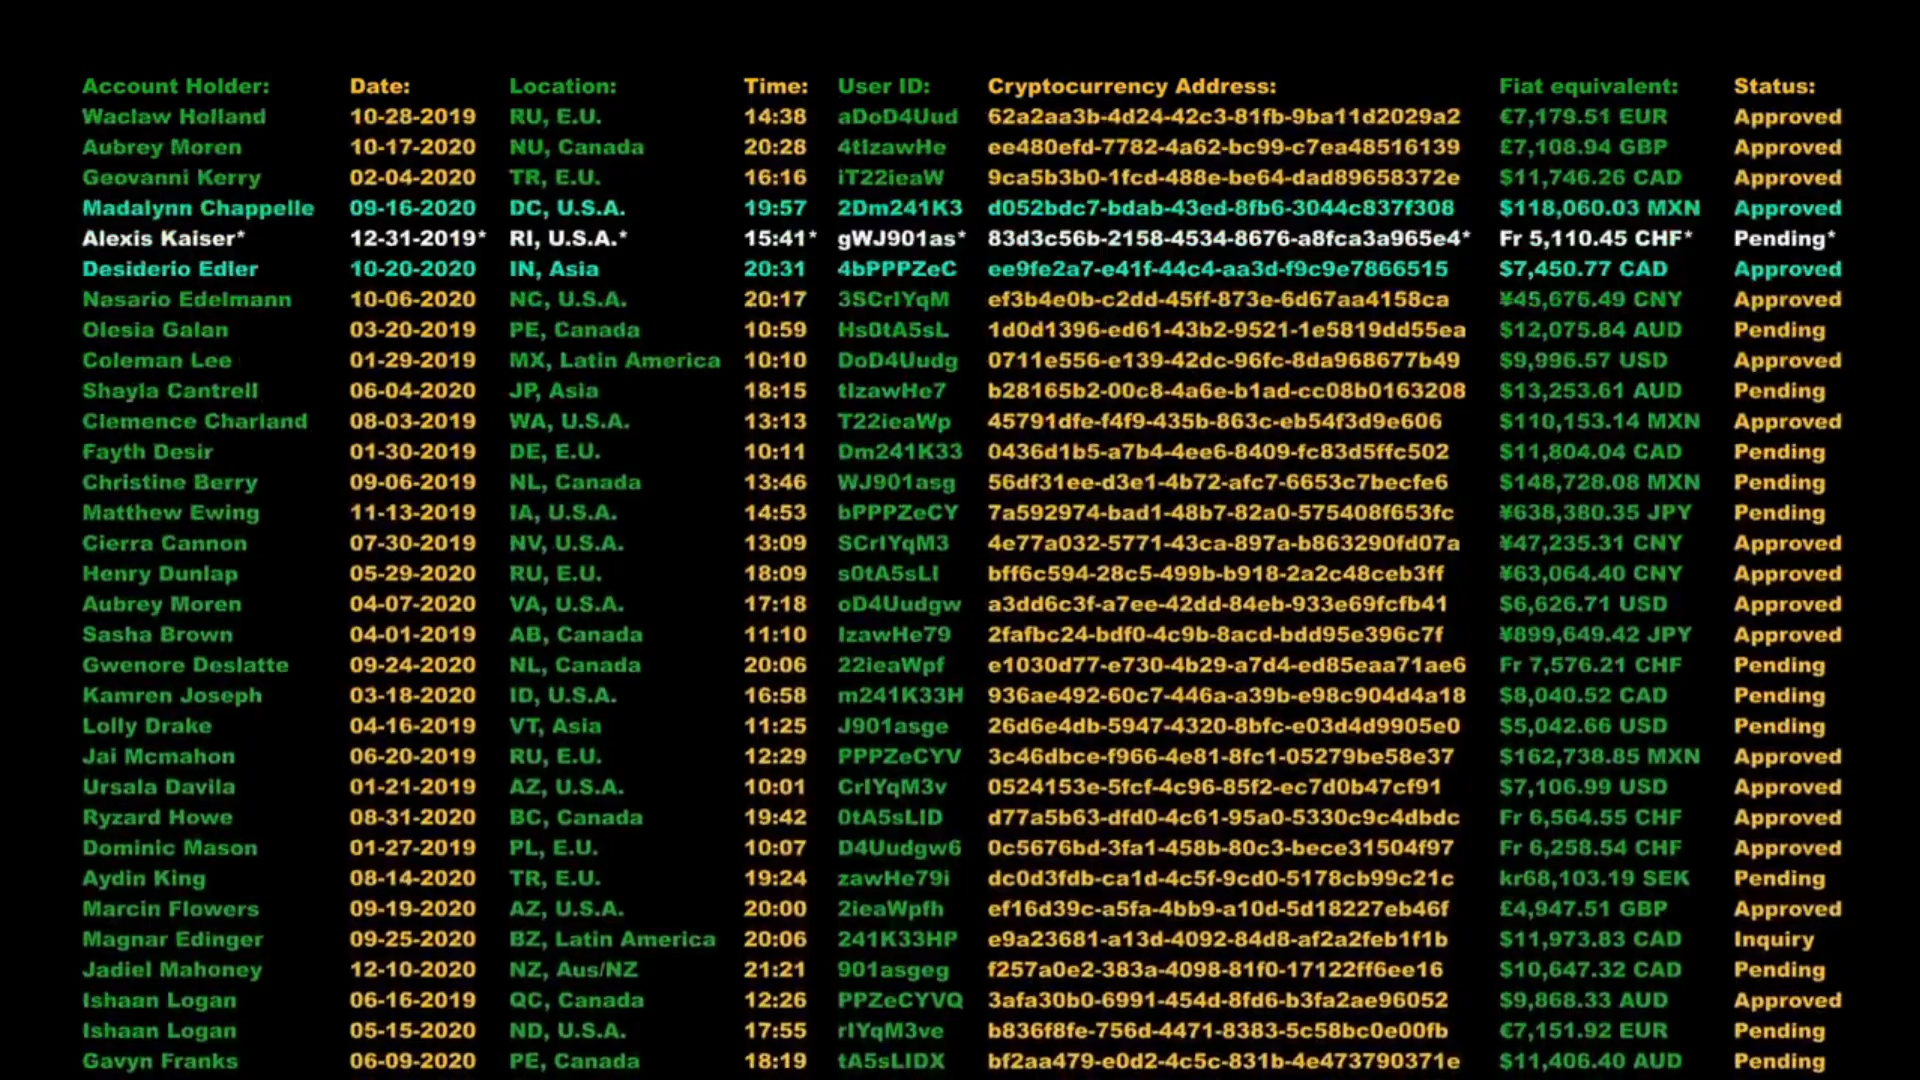 Account Holder: Date: Location: Time: User ID: Cryptocurrency Address: Fiat equivalent: Status:
Waclaw Holland 10-28-2019 RU, E.U. 14:38 aDoD4Uud 62a2aa3b-4d24-42c3-81fb-9ba11d2029a2 €7,179.51 EUR Approved
Aubrey Moren 10-17-2020 NU, Canada 20:28 4tIzawHe ee480efd-7782-4a62-bc99-c7ea48516139 £7,108.94 GBP Approved
Geovanni Kerry 02-04-2020 TR, E.U. 16:16 iT22ieaW 9ca5b3b0-1fcd-488e-be64-dad89658372e $11,746.26 CAD Approved
Madalynn Chappelle 09-16-2020 DC, U.S.A. 19:57 2Dm241K3 d052bdc7-bdab-43ed-8fb6-3044c837f308 $118,060.03 MXN Approved
Alexis Kaiser* 12-31-2019* RI, U.S.A.* 15:41* gWJ901as* 83d3c56b-2158-4534-8676-a8fca3a965e4* Fr 5,110.45 CHF* Pending*
Desiderio Edler 10-20-2020 IN, Asia 20:31 4bPPPZeC ee9fe2a7-e41f-44c4-aa3d-f9c9e7866515 $7,450.77 CAD Approved
Nasario Edelmann 10-06-2020 NC, U.S.A. 20:17 3SCrIYqM ef3b4e0b-c2dd-45ff-873e-6d67aa4158ca ¥45,676.49 CNY Approved
Olesia Galan 03-20-2019 PE, Canada 10:59 Hs0tA5sL 1d0d1396-ed61-43b2-9521-1e5819dd55ea $12,075.84 AUD Pending
Coleman Lee 01-29-2019 MX, Latin America 10:10 DoD4Uudg 0711e556-e139-42dc-96fc-8da968677b49 $9,996.57 USD Approved
Shayla Cantrell 06-04-2020 JP, Asia 18:15 tIzawHe7 b28165b2-00c8-4a6e-b1ad-cc08b0163208 $13,253.61 AUD Pending
Clemence Charland 08-03-2019 WA, U.S.A. 13:13 T22ieaWp 45791dfe-f4f9-435b-863c-eb54f3d9e606 $110,153.14 MXN Approved
Fayth Desir 01-30-2019 DE, E.U. 10:11 Dm241K33 0436d1b5-a7b4-4ee6-8409-fc83d5ffc502 $11,804.04 CAD Pending
Christine Berry 09-06-2019 NL, Canada 13:46 WJ901asg 56df31ee-d3e1-4b72-afc7-6653c7becfe6 $148,728.08 MXN Pending
Matthew Ewing 11-13-2019 IA, U.S.A. 14:53 bPPPZeCY 7a592974-bad1-48b7-82a0-575408f653fc ¥638,380.35 JPY Pending
Cierra Cannon 07-30-2019 NV, U.S.A. 13:09 SCrIYqM3 4e77a032-5771-43ca-897a-b863290fd07a ¥47,235.31 CNY Approved
Henry Dunlap 05-29-2020 RU, E.U. 18:09 s0tA5sLI bff6c594-28c5-499b-b918-2a2c48ceb3ff ¥63,064.40 CNY Approved
Aubrey Moren 04-07-2020 VA, U.S.A. 17:18 oD4Uudgw a3dd6c3f-a7ee-42dd-84eb-933e69fcfb41 $6,626.71 USD Approved
Sasha Brown 04-01-2019 AB, Canada 11:10 IzawHe79 2fafbc24-bdf0-4c9b-8acd-bdd95e396c7f ¥899,649.42 JPY Approved
Gwenore Deslatte 09-24-2020 NL, Canada 20:06 22ieaWpf e1030d77-e730-4b29-a7d4-ed85eaa71ae6 Fr 7,576.21 CHF Pending
Kamren Joseph 03-18-2020 ID, U.S.A. 16:58 m241K33H 936ae492-60c7-446a-a39b-e98c904d4a18 $8,040.52 CAD Pending
Lolly Drake 04-16-2019 VT, Asia 11:25 J901asge 26d6e4db-5947-4320-8bfc-e03d4d9905e0 $5,042.66 USD Pending
Jai Mcmahon 06-20-2019 RU, E.U. 12:29 PPPZeCYV 3c46dbce-f966-4e81-8fc1-05279be58e37 $162,738.85 MXN Approved
Ursala Davila 01-21-2019 AZ, U.S.A. 10:01 CrIYqM3v 0524153e-5fcf-4c96-85f2-ec7d0b47cf91 $7,106.99 USD Approved
Ryzard Howe 08-31-2020 BC, Canada 19:42 0tA5sLID d77a5b63-dfd0-4c61-95a0-5330c9c4dbdc Fr 6,564.55 CHF Approved
Dominic Mason 01-27-2019 PL, E.U. 10:07 D4Uudgw6 0c5676bd-3fa1-458b-80c3-bece31504f97 Fr 6,258.54 CHF Approved
Aydin King 08-14-2020 TR, E.U. 19:24 zawHe79i dc0d3fdb-ca1d-4c5f-9cd0-5178cb99c21c kr68,103.19 SEK Pending
Marcin Flowers 09-19-2020 AZ, U.S.A. 20:00 2ieaWpfh ef16d39c-a5fa-4bb9-a10d-5d18227eb46f £4,947.51 GBP Approved
Magnar Edinger 09-25-2020 BZ, Latin America 20:06 241K33HP e9a23681-a13d-4092-84d8-af2a2feb1f1b $11,973.83 CAD Inquiry
Jadiel Mahoney 12-10-2020 NZ, Aus/NZ 21:21 901asgeg f257a0e2-383a-4098-81f0-17122ff6ee16 $10,647.32 CAD Pending
Ishaan Logan 06-16-2019 QC, Canada 12:26 PPZeCYVQ 3afa30b0-6991-454d-8fd6-b3fa2ae96052 $9,868.33 AUD Approved
Ishaan Logan 05-15-2020 ND, U.S.A. 17:55 rIYqM3ve b836f8fe-756d-4471-8383-5c58bc0e00fb €7,151.92 EUR Pending
Gavyn Franks 06-09-2020 PE, Canada 18:19 tA5sLIDX bf2aa479-e0d2-4c5c-831b-4e473790371e $11,406.40 AUD Pending